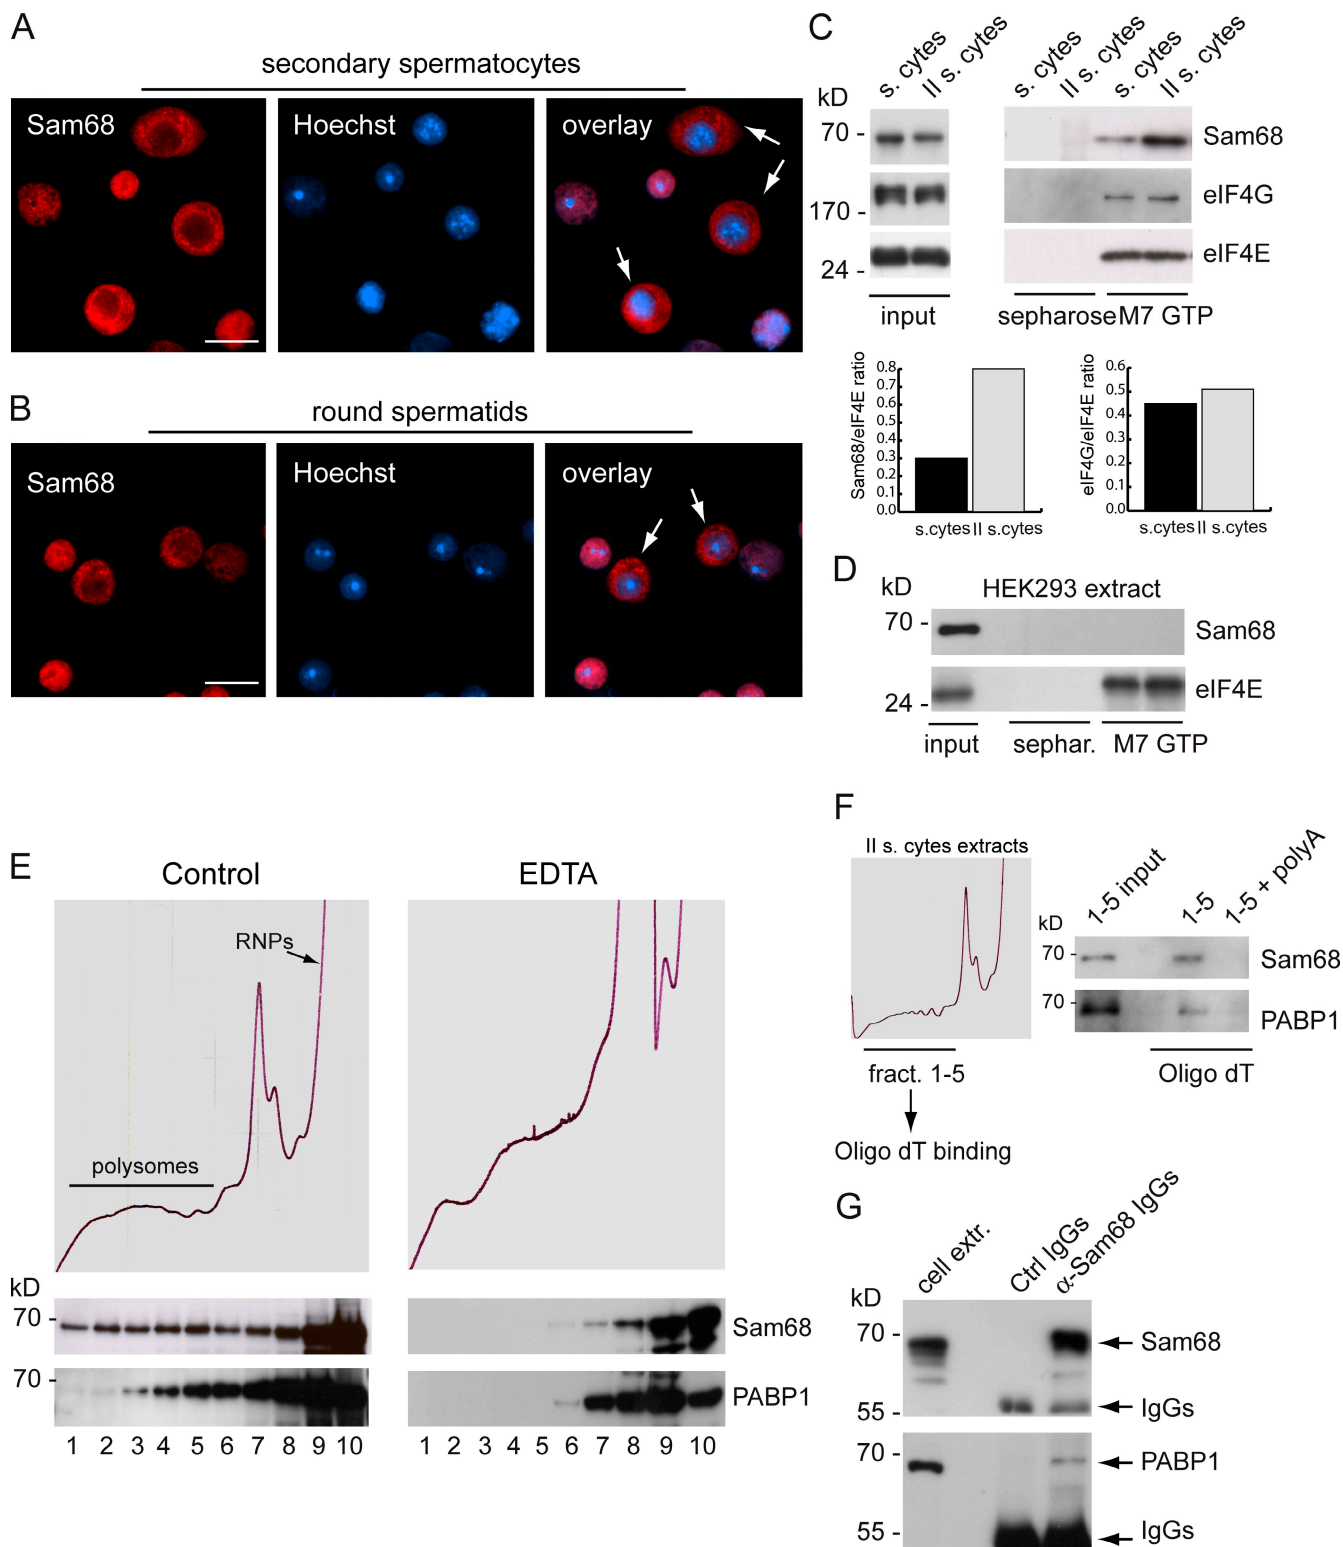 A
secondary spermatocytes
Sam68
Hoechst
overlay
B
round spermatids
Sam68
Hoechst
overlay
C
s. cytes
II s. cytes
s. cytes
II s. cytes
s. cytes
II s. cytes
kD
70 -
Sam68
170 -
eIF4G
24 -
eIF4E
input
sepharose
M7 GTP
Sam68/eIF4E ratio
0.8
0.7
0.6
0.5
0.4
0.3
0.2
0.1
0.0
s.cytes
II s.cytes
eIF4G/eIF4E ratio
0.6
0.5
0.4
0.3
0.2
0.1
0.0
s.cytes
II s.cytes
D
kD
HEK293 extract
70 -
Sam68
24 -
eIF4E
input
sephar.
M7 GTP
E
Control
EDTA
RNPs
polysomes
kD
70 -
Sam68
70 -
PABP1
1 2 3 4 5 6 7 8 9 10
1 2 3 4 5 6 7 8 9 10
F
II s. cytes extracts
fract. 1-5
Oligo dT binding
1-5 input
1-5
1-5 + polyA
kD
70 -
Sam68
70 -
PABP1
Oligo dT
G
cell extr.
Ctrl IgGs
α-Sam68 IgGs
kD
70 -
Sam68
55 -
IgGs
70 -
PABP1
55 -
IgGs